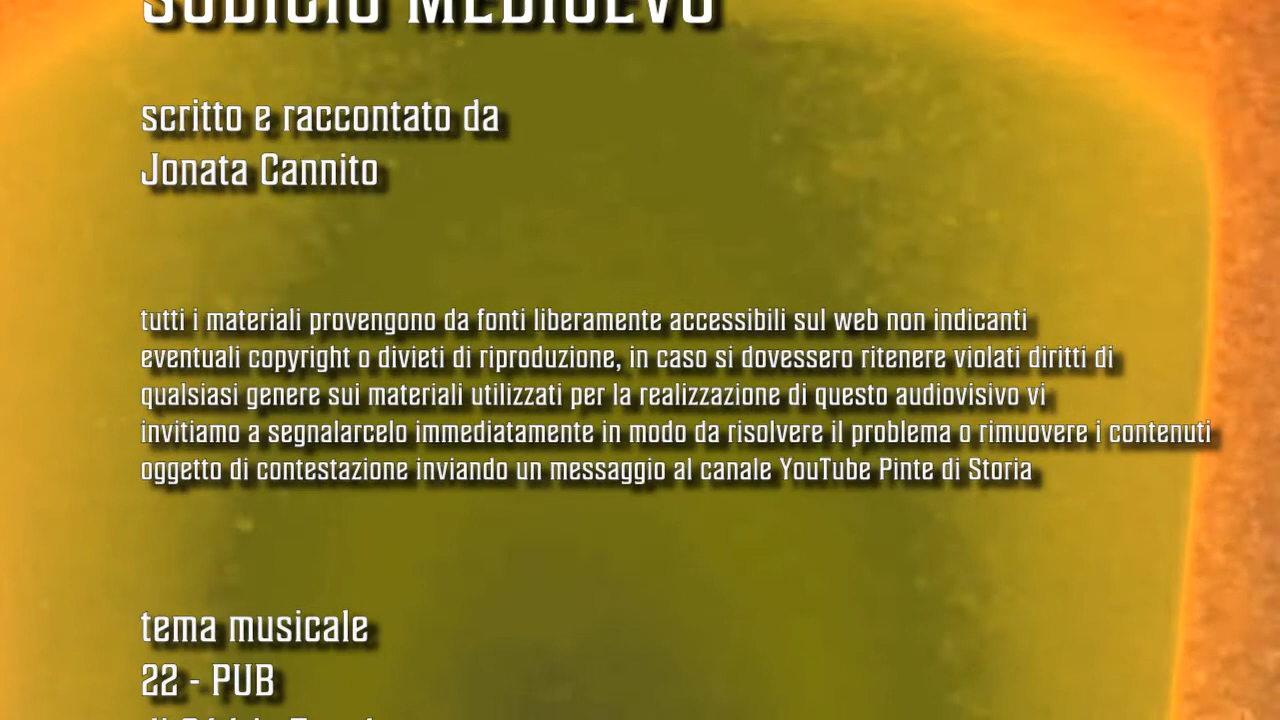 SUDICIO MEDIOEVO
scritto e raccontato da
Jonata Cannito
tutti i materiali provengono da fonti liberamente accessibili sul web non indicanti
eventuali copyright o divieti di riproduzione, in caso si dovessero ritenere violati diritti di
qualsiasi genere sui materiali utilizzati per la realizzazione di questo audiovisivo vi
invitiamo a segnalarcelo immediatamente in modo da risolvere il problema o rimuovere i contenuti
oggetto di contestazione inviando un messaggio al canale YouTube Pinte di Storia
tema musicale
22 - PUB